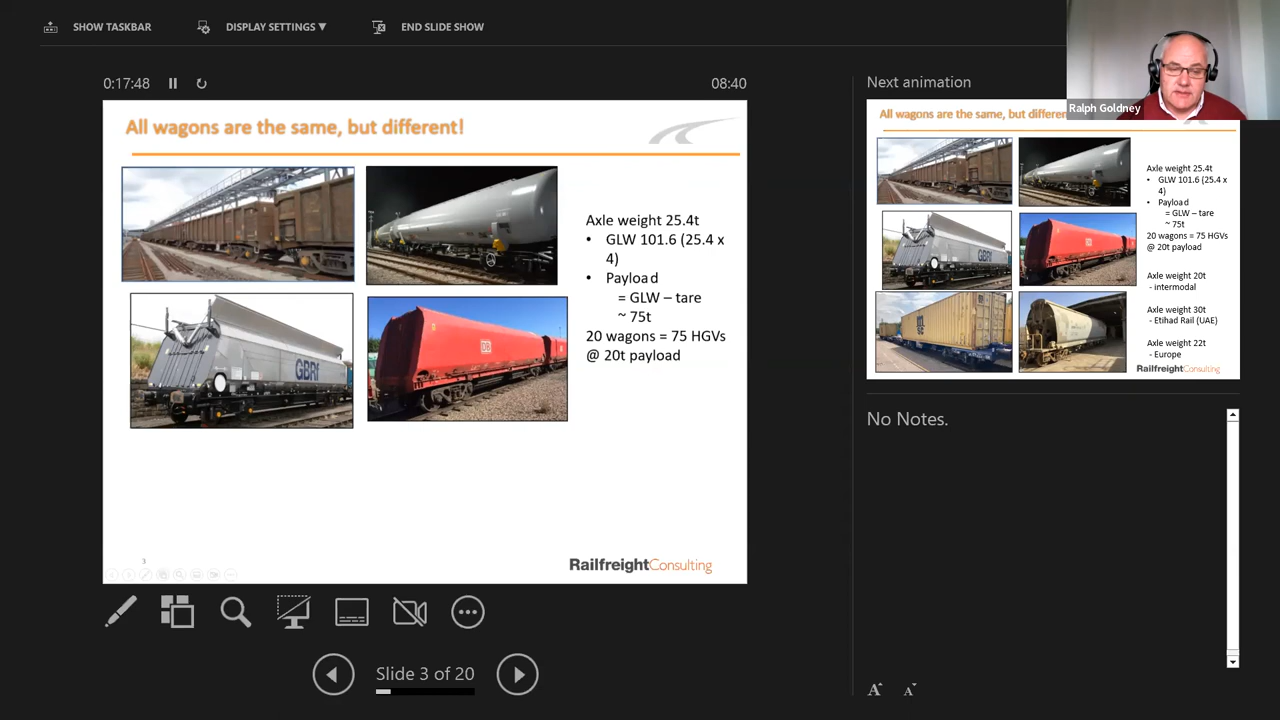 SHOW TASKBAR
DISPLAY SETTINGS ▼
END SLIDE SHOW
0:17:48
08:40
All wagons are the same, but different!
GBRf
DB
Axle weight 25.4t
• GLW 101.6 (25.4 x
4)
• Payload
= GLW – tare
~ 75t
20 wagons = 75 HGVs
@ 20t payload
3
RailfreightConsulting
Slide 3 of 20
Next animation
Ralph Goldney
All wagons are the same, but differen
GBRf
DB
Axle weight 25.4t
• GLW 101.6 (25.4 x
4)
• Payload
= GLW – tare
~ 75t
20 wagons = 75 HGVs
@ 20t payload
Axle weight 20t
- intermodal
Axle weight 30t
- Etihad Rail (UAE)
Axle weight 22t
- Europe
RailfreightConsulting
No Notes.
A A